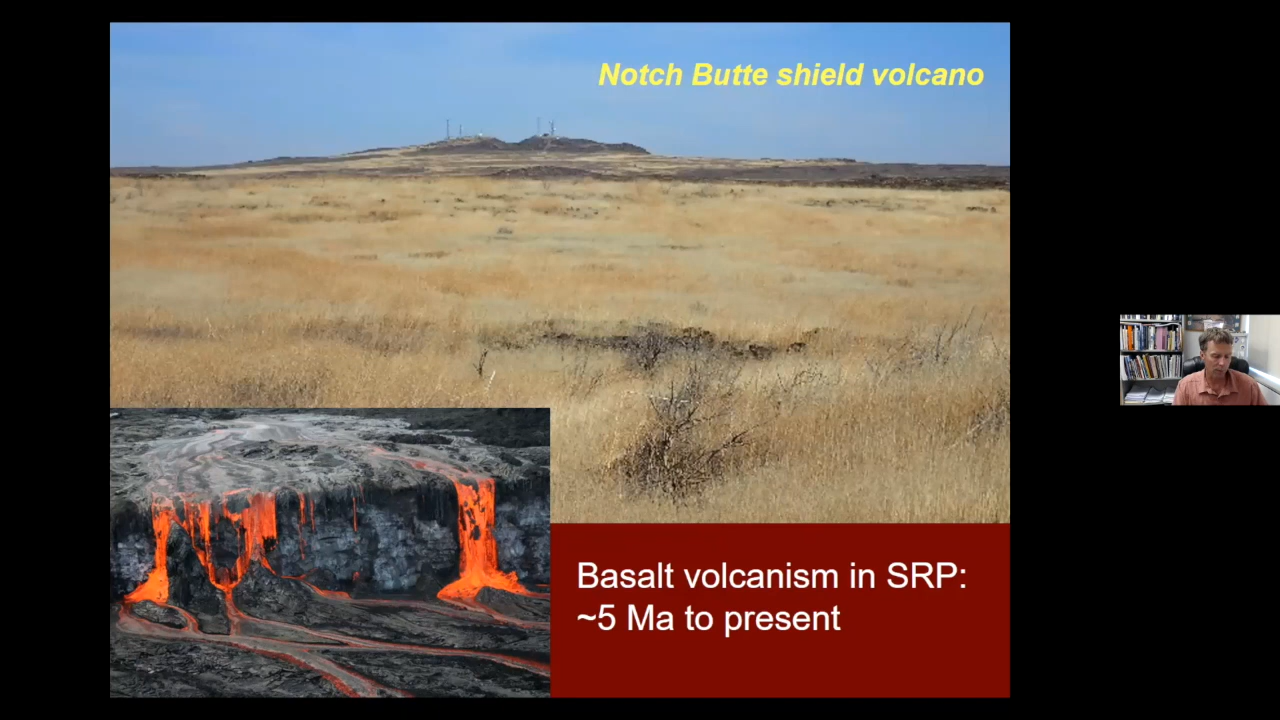 Notch Butte shield volcano
Basalt volcanism in SRP:
~5 Ma to present